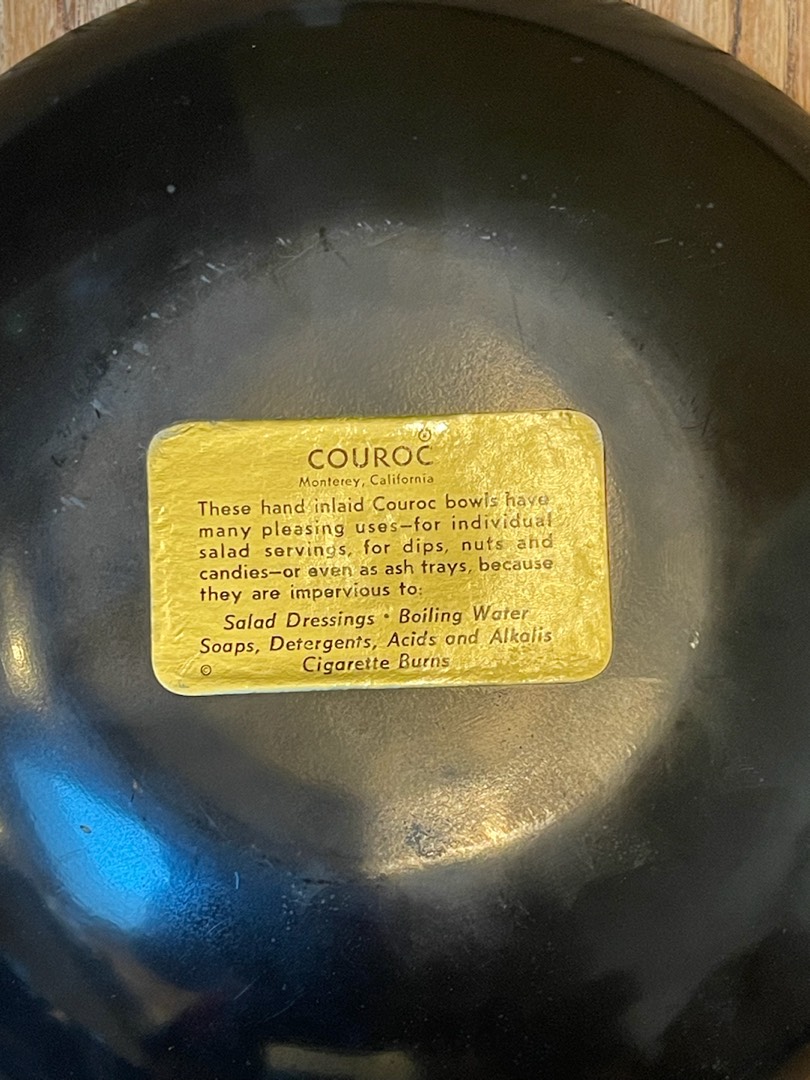 ®
COUROC
Monterey, California
These hand inlaid Couroc bowls have
many pleasing uses—for individual
salad servings, for dips, nuts and
candies—or even as ash trays, because
they are impervious to:
Salad Dressings • Boiling Water
Soaps, Detergents, Acids and Alkalis
© Cigarette Burns